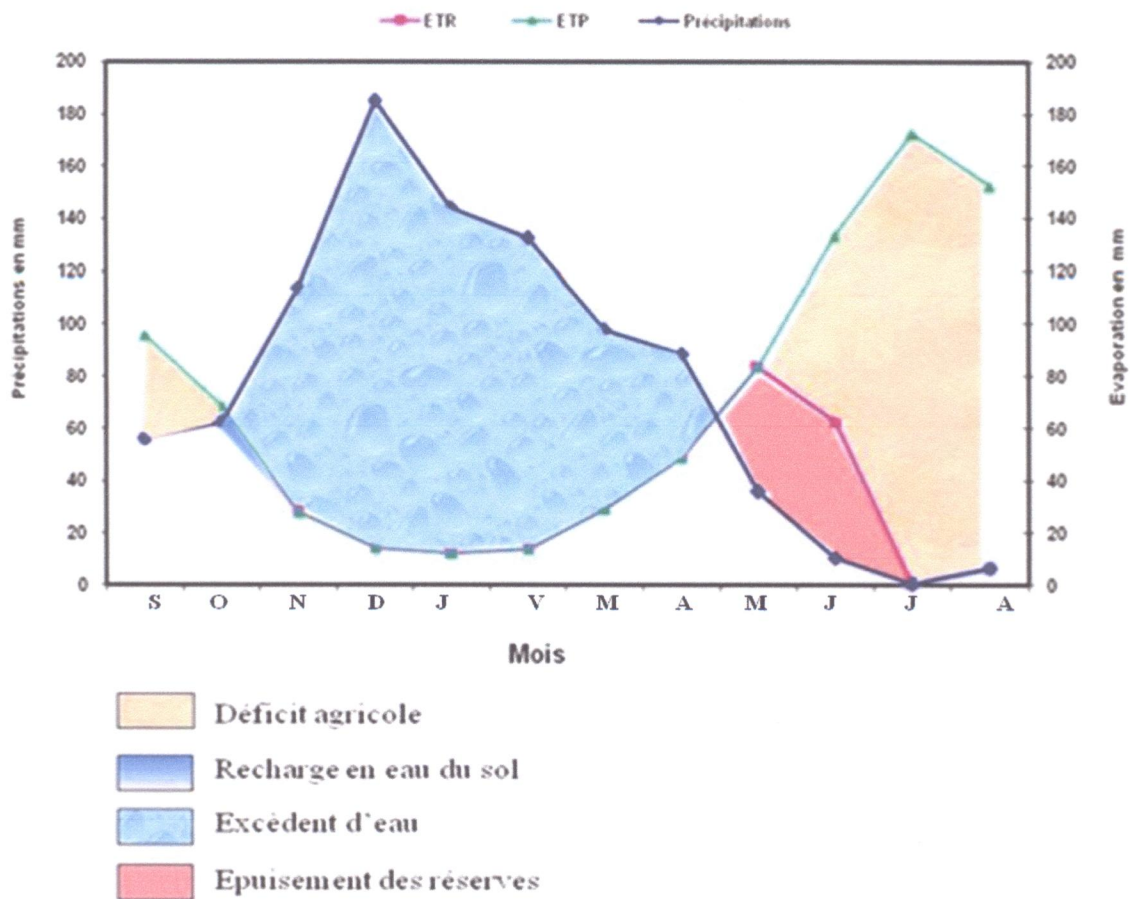 ETR ETP Précipitations
200 200
180 180
160 160
140 140
120 120
100 100
80 80
60 60
40 40
20 20
0 0
Précipitations en mm
Evaporation en mm
S O N D J V M A M J J A
Mois
Déficit agricole
Recharge en eau du sol
Excèdent d'eau
Epuisement des réserves